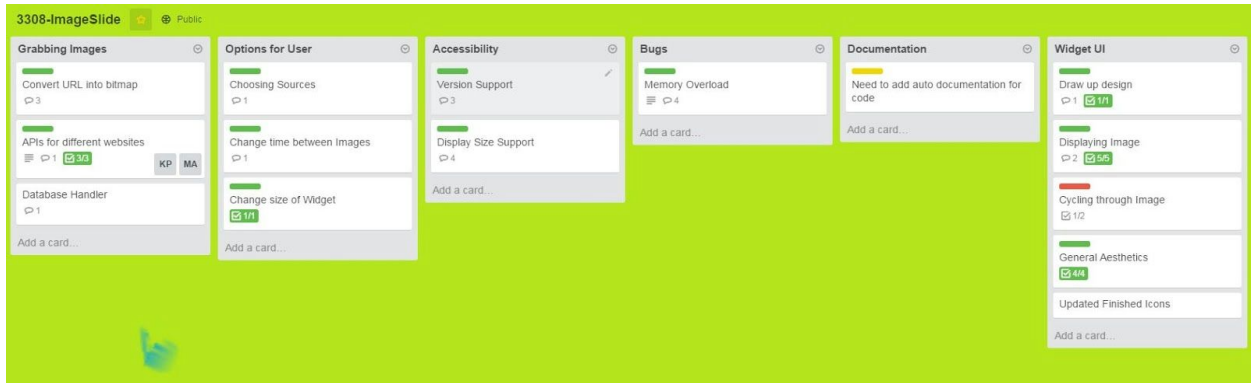 3308-ImageSlide
Public
Grabbing Images
Convert URL into bitmap
3
APIs for different websites
1 3/3
KP MA
Database Handler
1
Add a card...
Options for User
Choosing Sources
1
Change time between Images
1
Change size of Widget
1/1
Add a card...
Accessibility
Version Support
3
Display Size Support
4
Add a card...
Bugs
Memory Overload
4
Add a card...
Documentation
Need to add auto documentation for
code
Add a card...
Widget UI
Draw up design
1 1/1
Displaying Image
2 5/5
Cycling through Image
1/2
General Aesthetics
4/4
Updated Finished Icons
Add a card...